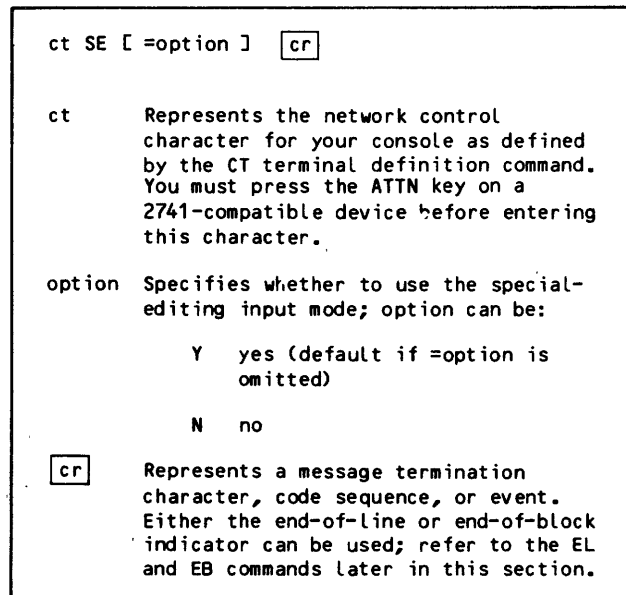 ct SE [ =option ] cr
ct Represents the network control
character for your console as defined
by the CT terminal definition command.
You must press the ATTN key on a
2741-compatible device before entering
this character.
option Specifies whether to use the special-
editing input mode; option can be:
Y yes (default if =option is
omitted)
N no
cr Represents a message termination
character, code sequence, or event.
Either the end-of-line or end-of-block
indicator can be used; refer to the EL
and EB commands later in this section.